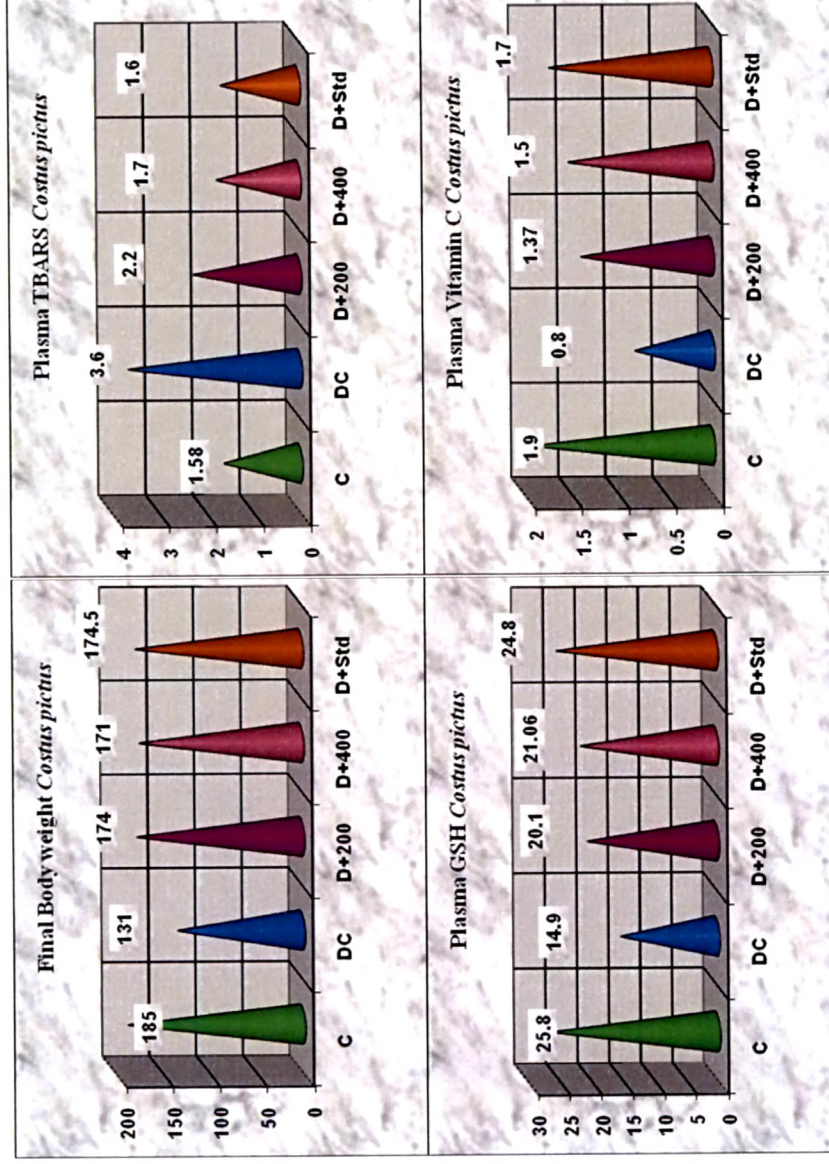 Final Body weight Costus pictus
200
150
100
50
0
185
131
174
171
174.5
C
DC
D+200
D+400
D+Std
Plasma TBARS Costus pictus
4
3
2
1
0
1.58
3.6
2.2
1.7
1.6
C
DC
D+200
D+400
D+Std
Plasma GSH Costus pictus
30
25
20
15
10
5
0
25.8
14.9
20.1
21.06
24.8
C
DC
D+200
D+400
D+Std
Plasma Vitamin C Costus pictus
2
1.5
1
0.5
0
1.9
0.8
1.37
1.5
1.7
C
DC
D+200
D+400
D+Std